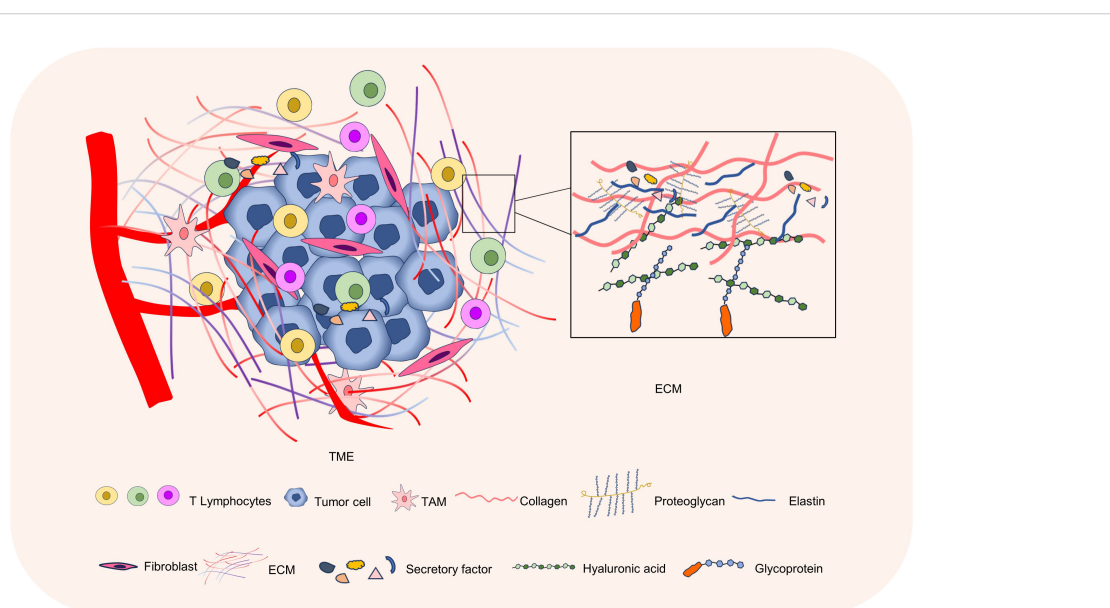 ECM
TME
T Lymphocytes
Tumor cell
TAM
Collagen
Proteoglycan
Elastin
Fibroblast
ECM
Secretory factor
Hyaluronic acid
Glycoprotein